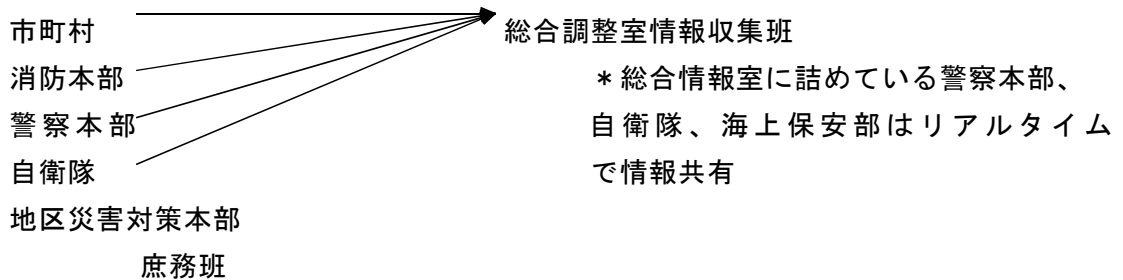 市町村
総合調整室情報収集班
消防本部
＊総合情報室に詰めている警察本部、
警察本部
自衛隊、海上保安部はリアルタイム
自衛隊
で情報共有
地区災害対策本部
庶務班